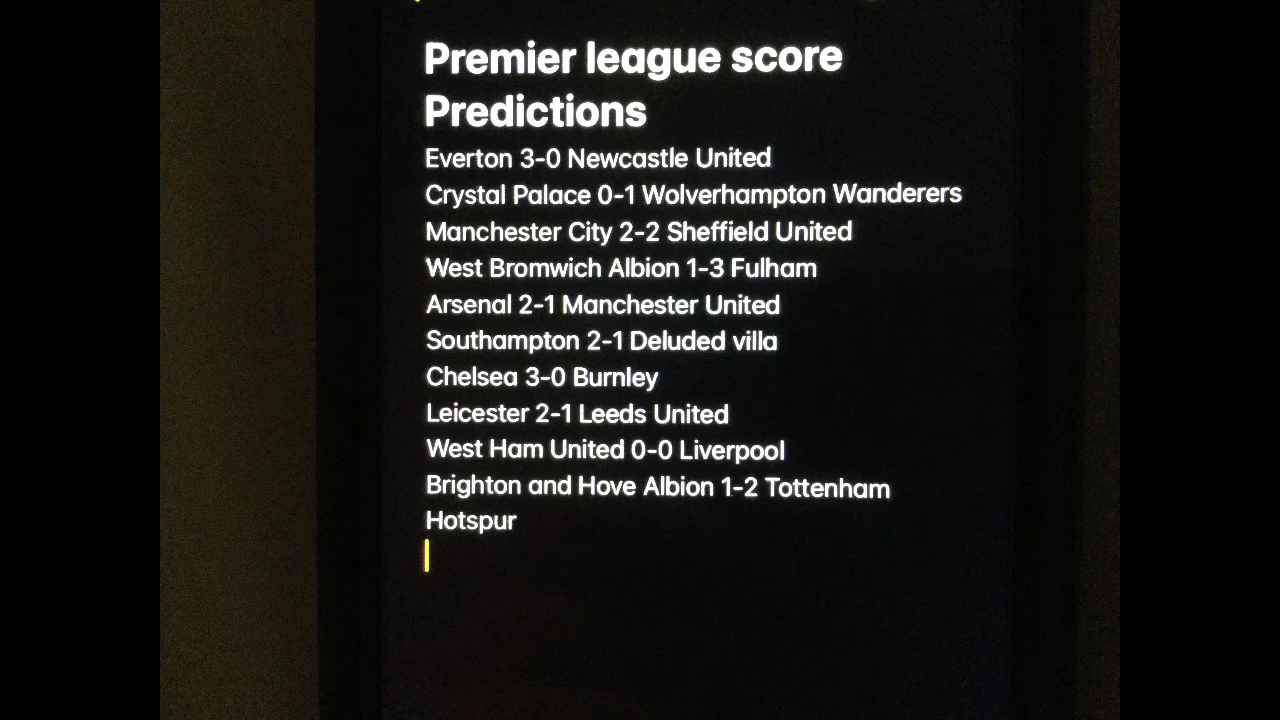 Premier league score
Predictions
Everton 3-0 Newcastle United
Crystal Palace 0-1 Wolverhampton Wanderers
Manchester City 2-2 Sheffield United
West Bromwich Albion 1-3 Fulham
Arsenal 2-1 Manchester United
Southampton 2-1 Deluded villa
Chelsea 3-0 Burnley
Leicester 2-1 Leeds United
West Ham United 0-0 Liverpool
Brighton and Hove Albion 1-2 Tottenham
Hotspur